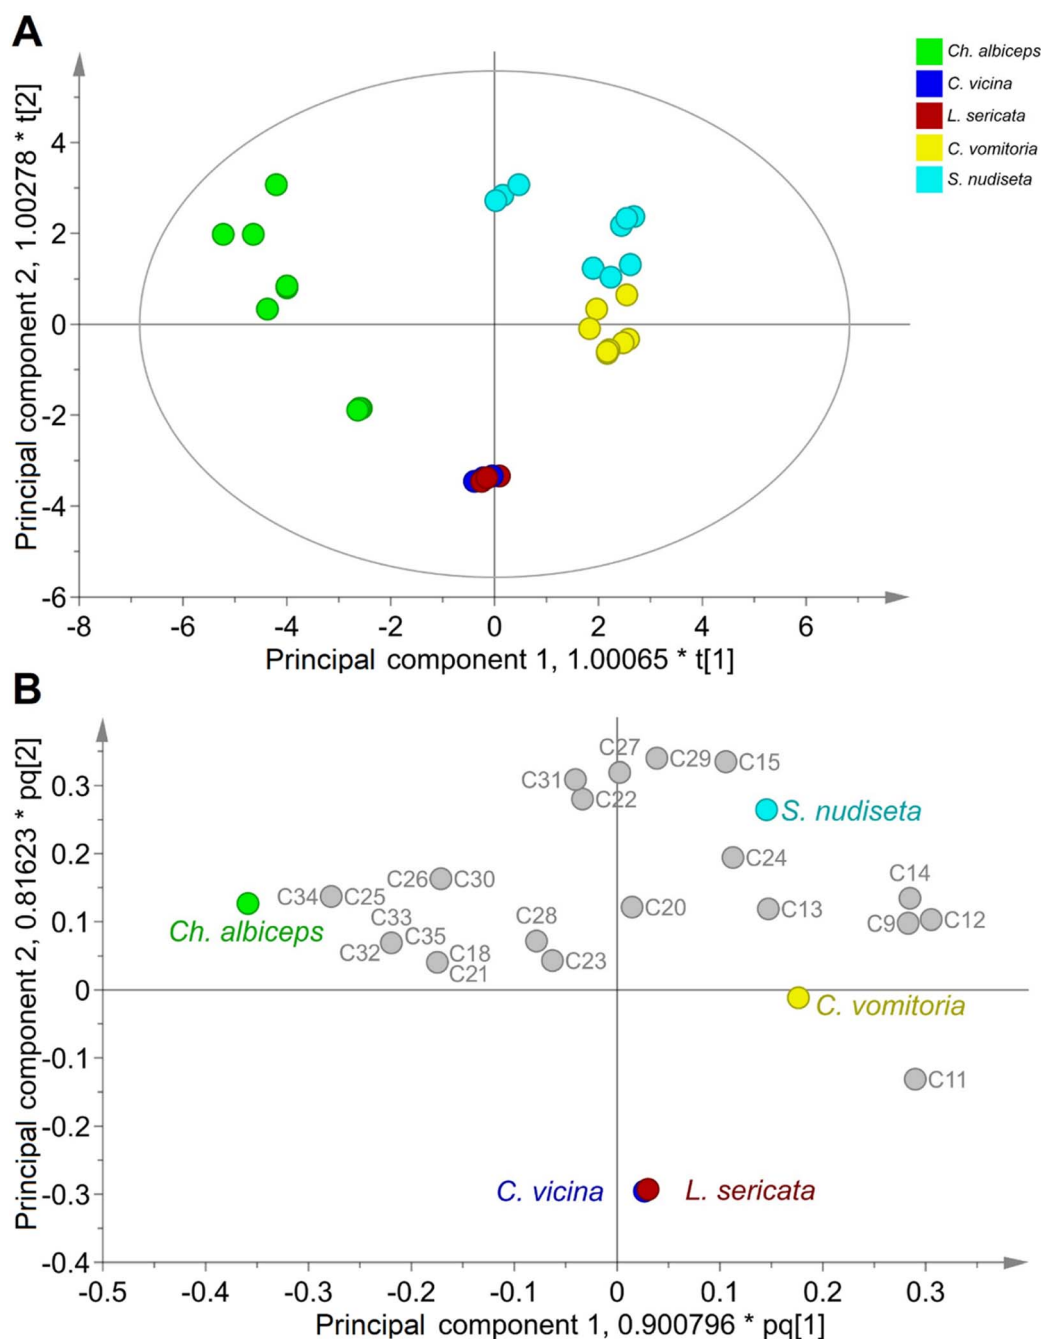 A
Ch. albiceps
C. vicina
L. sericata
C. vomitoria
S. nudiseta
Principal component 2, 1.00278 * t[2]
4
2
0
-2
-4
-6
-8
-6
-4
-2
0
2
4
6
Principal component 1, 1.00065 * t[1]
B
Principal component 2, 0.81623 * pq[2]
0.3
0.2
0.1
0
-0.1
-0.2
-0.3
-0.4
C27
C29
C15
C31
C22
S. nudiseta
C24
C14
C26
C30
C34
C25
C20
C13
C9
C12
Ch. albiceps
C33
C28
C35
C32
C18
C21
C23
C. vomitoria
C11
C. vicina
L. sericata
-0.5
-0.4
-0.3
-0.2
-0.1
0
0.1
0.2
0.3
Principal component 1, 0.900796 * pq[1]